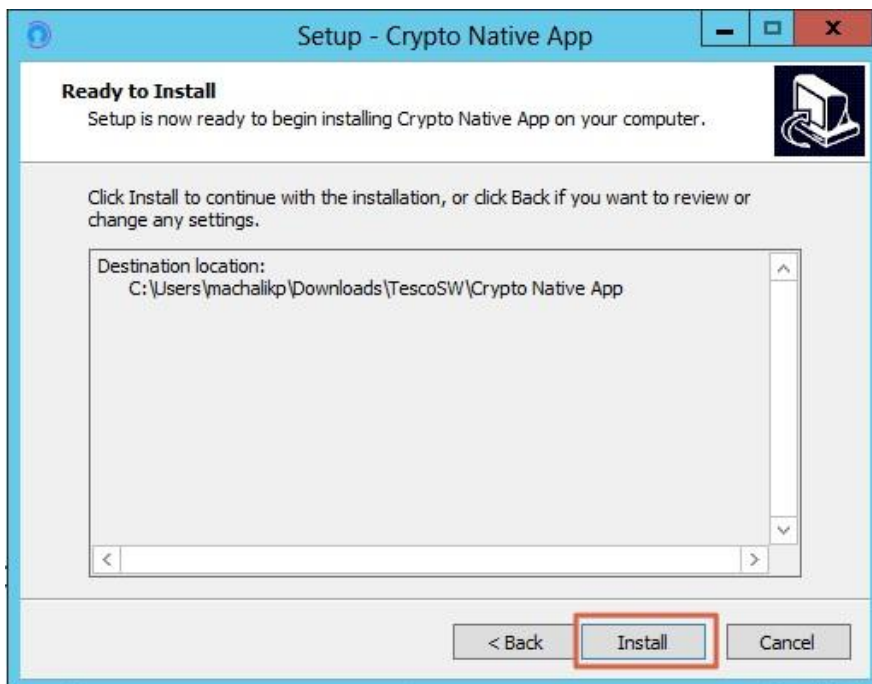 Setup - Crypto Native App
Ready to Install
Setup is now ready to begin installing Crypto Native App on your computer.
Click Install to continue with the installation, or click Back if you want to review or
change any settings.
Destination location:
C:\Users\machalikp\Downloads\TescoSW\Crypto Native App
< Back
Install
Cancel